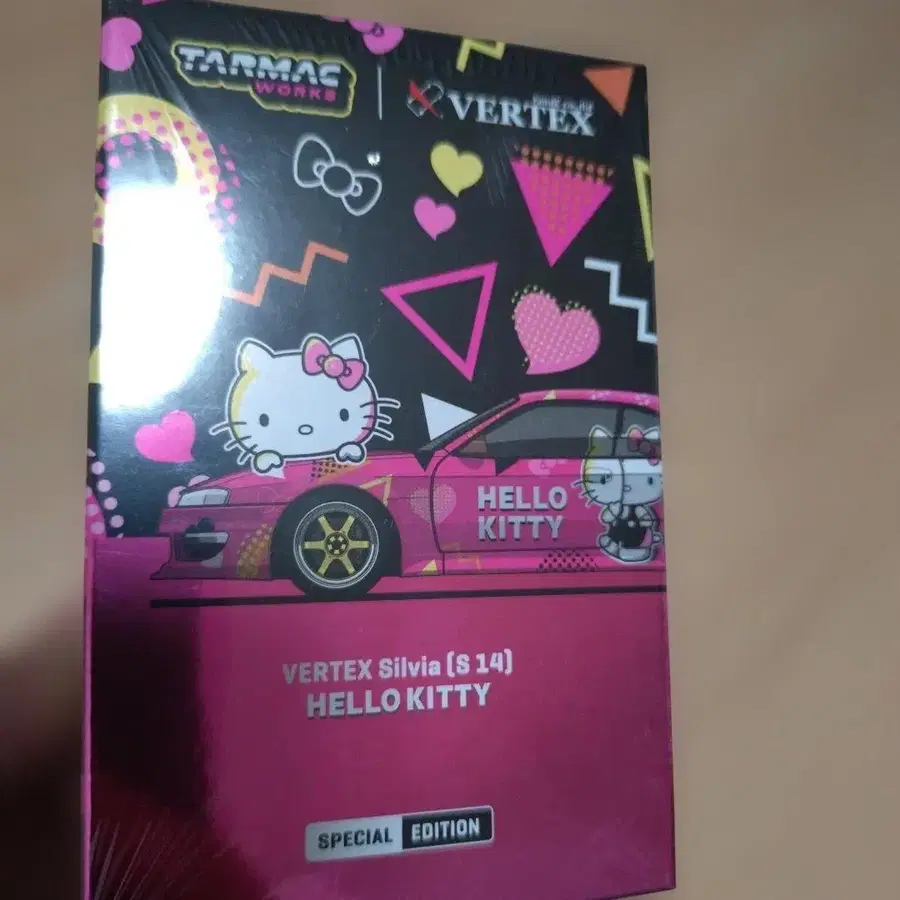 TARMAC
WORKS
VERTEX
HELLO
KITTY
VERTEX Silvia (S 14)
HELLO KITTY
SPECIAL EDITION